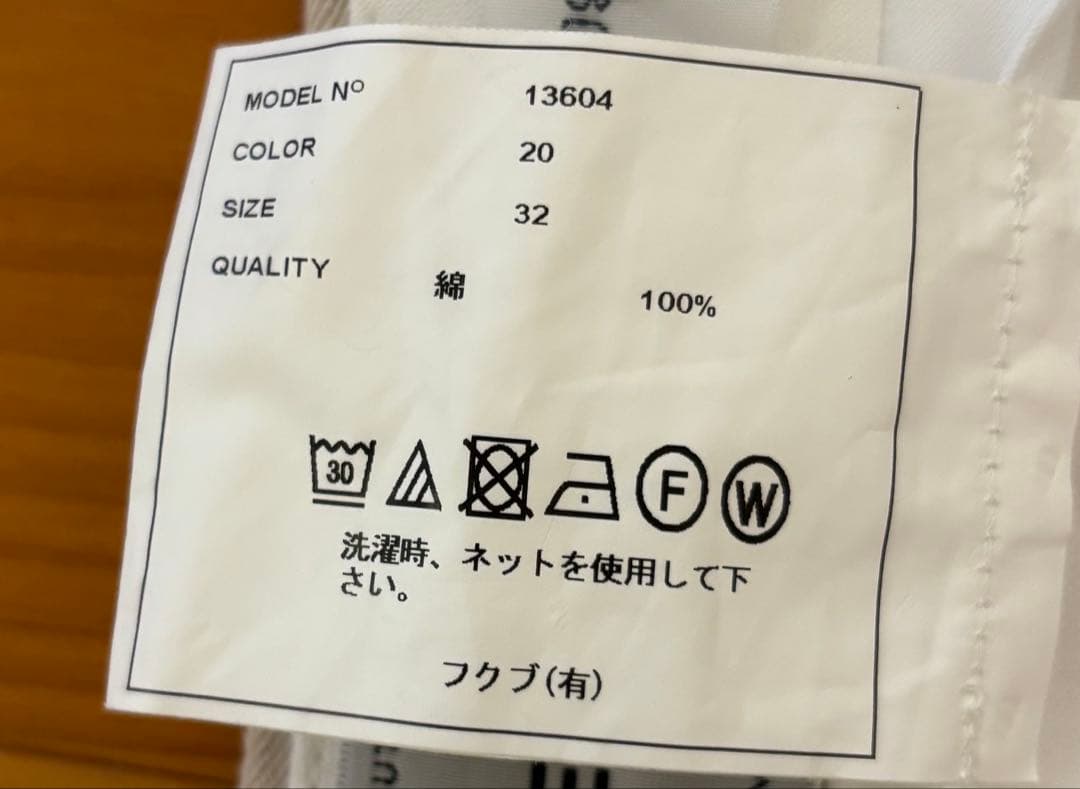 MODEL Nº 13604
COLOR 20
SIZE 32
QUALITY 綿 100%
30 F W
洗濯時、ネットを使用して下
さい。
フクブ(有)